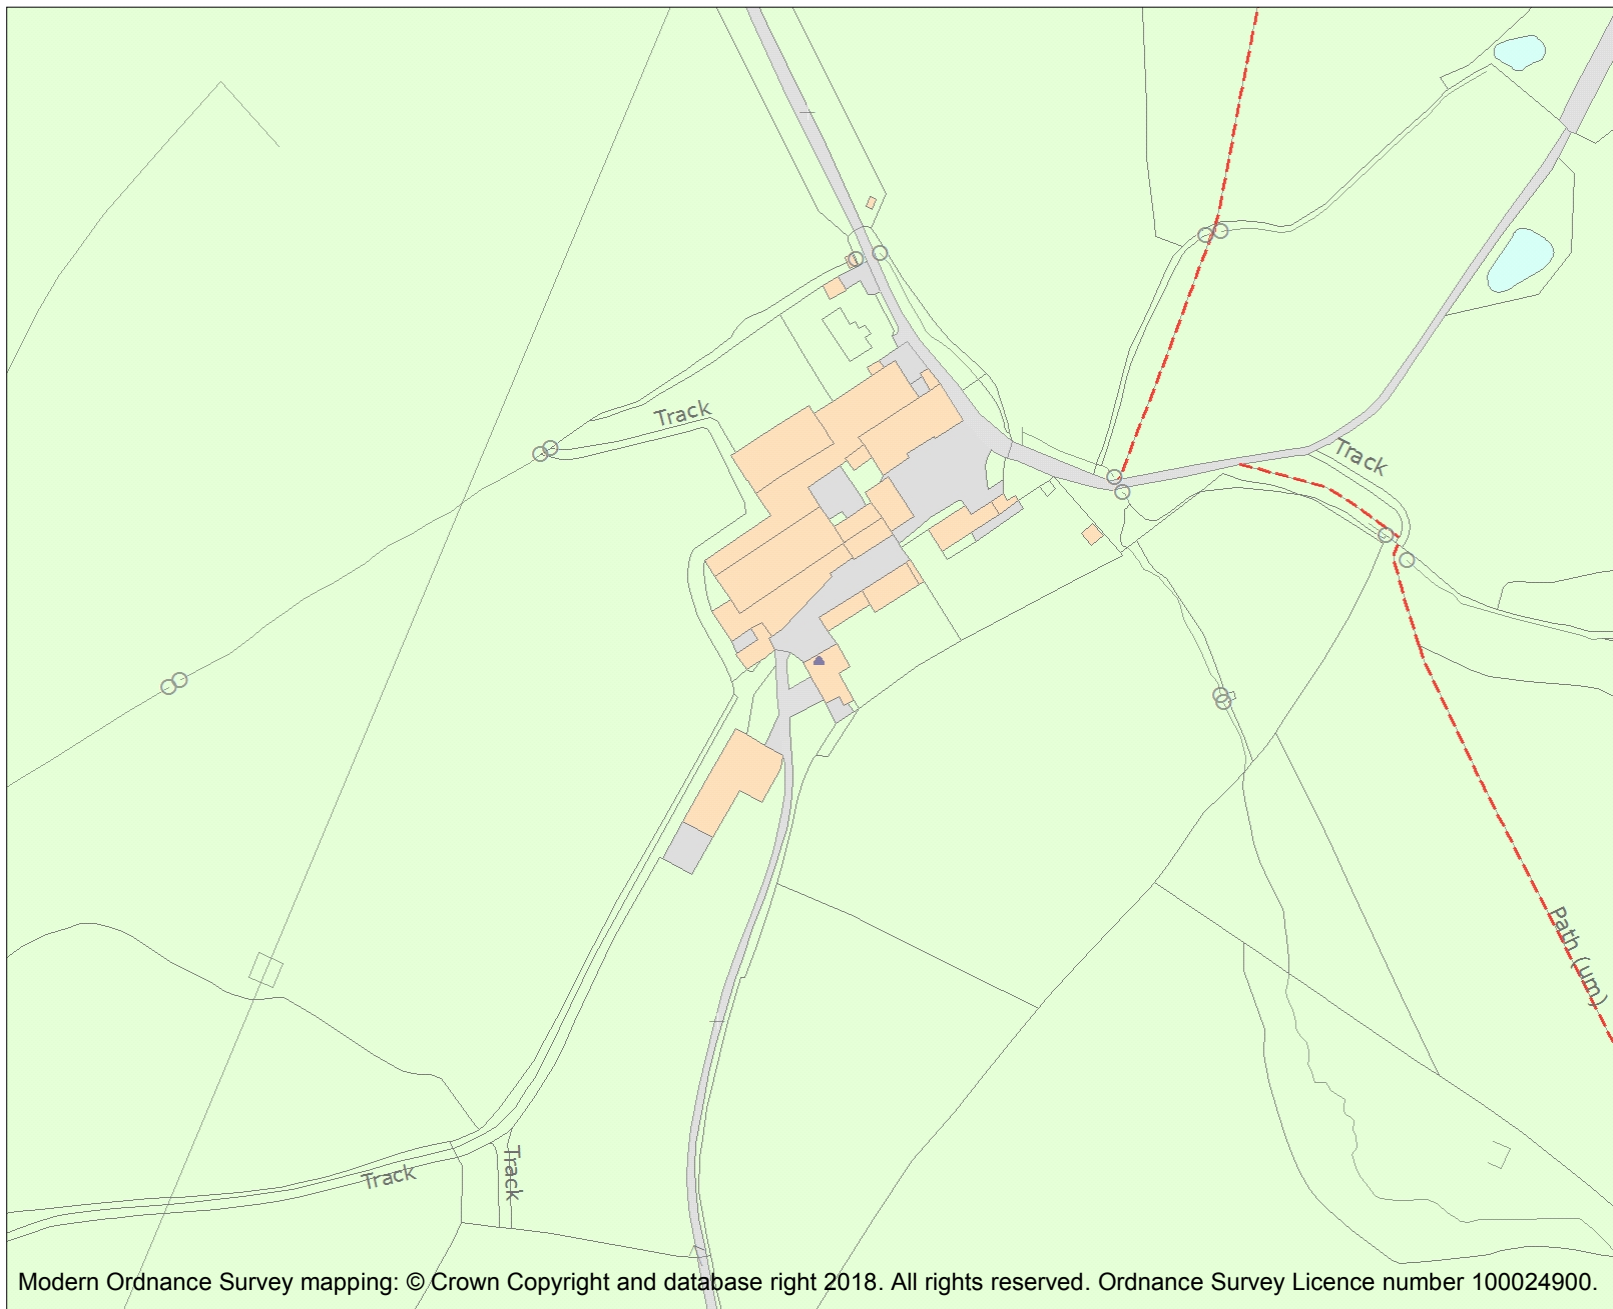 Track
Track
Path (um)
Track
Track
Modern Ordnance Survey mapping: © Crown Copyright and database right 2018. All rights reserved. Ordnance Survey Licence number 100024900.